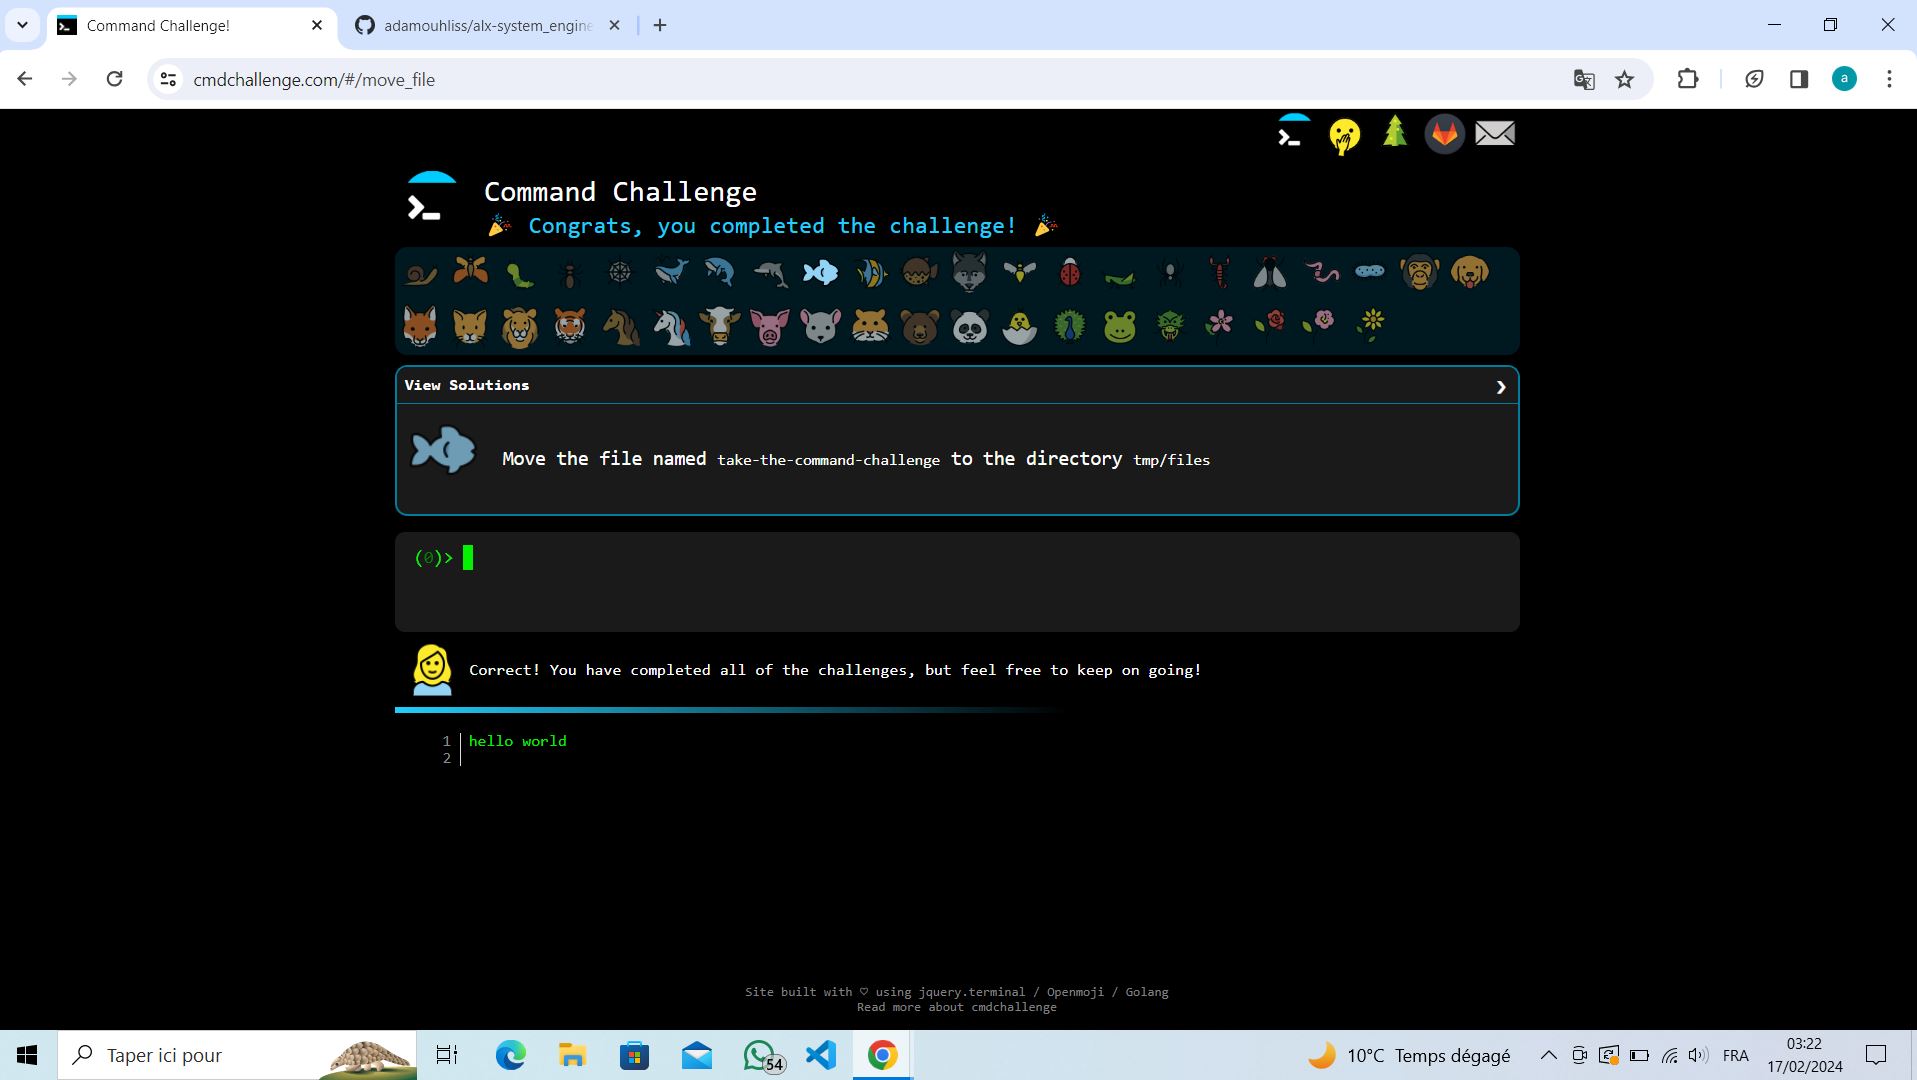 Command Challenge!
adamouhliss/alx-system_engine
cmdchallenge.com/#/move_file
a
Command Challenge
Congrats, you completed the challenge!
View Solutions
Move the file named take-the-command-challenge to the directory tmp/files
(0)>
Correct! You have completed all of the challenges, but feel free to keep on going!
1 hello world
2
Site built with ♡ using jquery.terminal / Openmoji / Golang
Read more about cmdchallenge
Taper ici pour
54
10°C Temps dégagé
FRA
03:22
17/02/2024